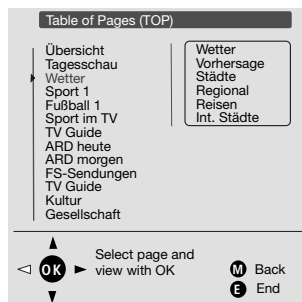 Table of Pages (TOP)
Übersicht
Tagesschau
Wetter
Sport 1
Fußball 1
Sport im TV
TV Guide
ARD heute
ARD morgen
FS-Sendungen
TV Guide
Kultur
Gesellschaft
Wetter
Vorhersage
Städte
Regional
Reisen
Int. Städte
OK
Select page and
view with OK
M Back
E End